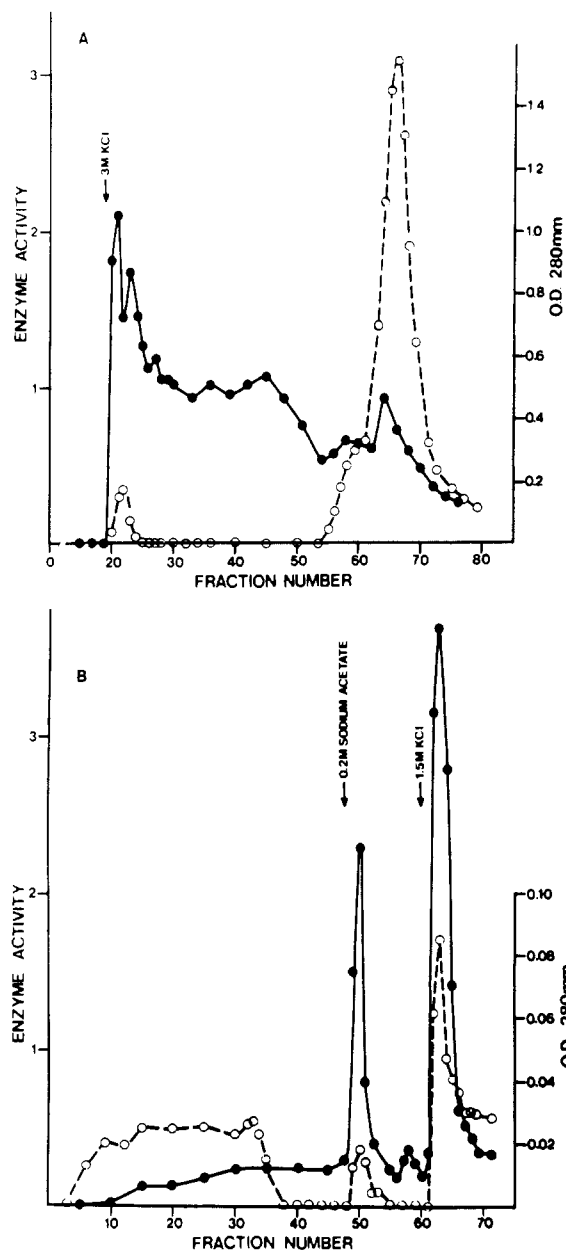 A
3
2
1
ENZYME ACTIVITY
3M KCl
1.4
1.2
1.0
0.8
0.6
0.4
0.2
O.D. 280mm
0 20 30 40 50 60 70 80
FRACTION NUMBER
B
3
2
1
ENZYME ACTIVITY
0.2M SODIUM ACETATE
1.5M KCl
0.10
0.08
0.06
0.04
0.02
O.D. 280mm
10 20 30 40 50 60 70
FRACTION NUMBER